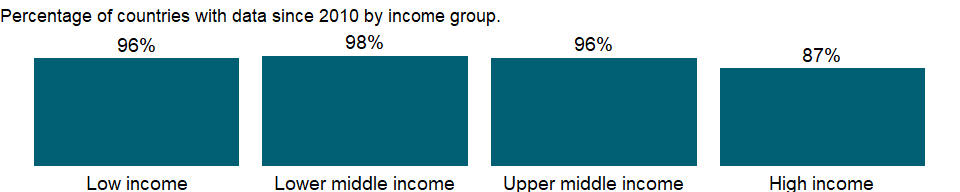 Percentage of countries with data since 2010 by income group.
96%
98%
96%
87%
Low income
Lower middle income
Upper middle income
High income